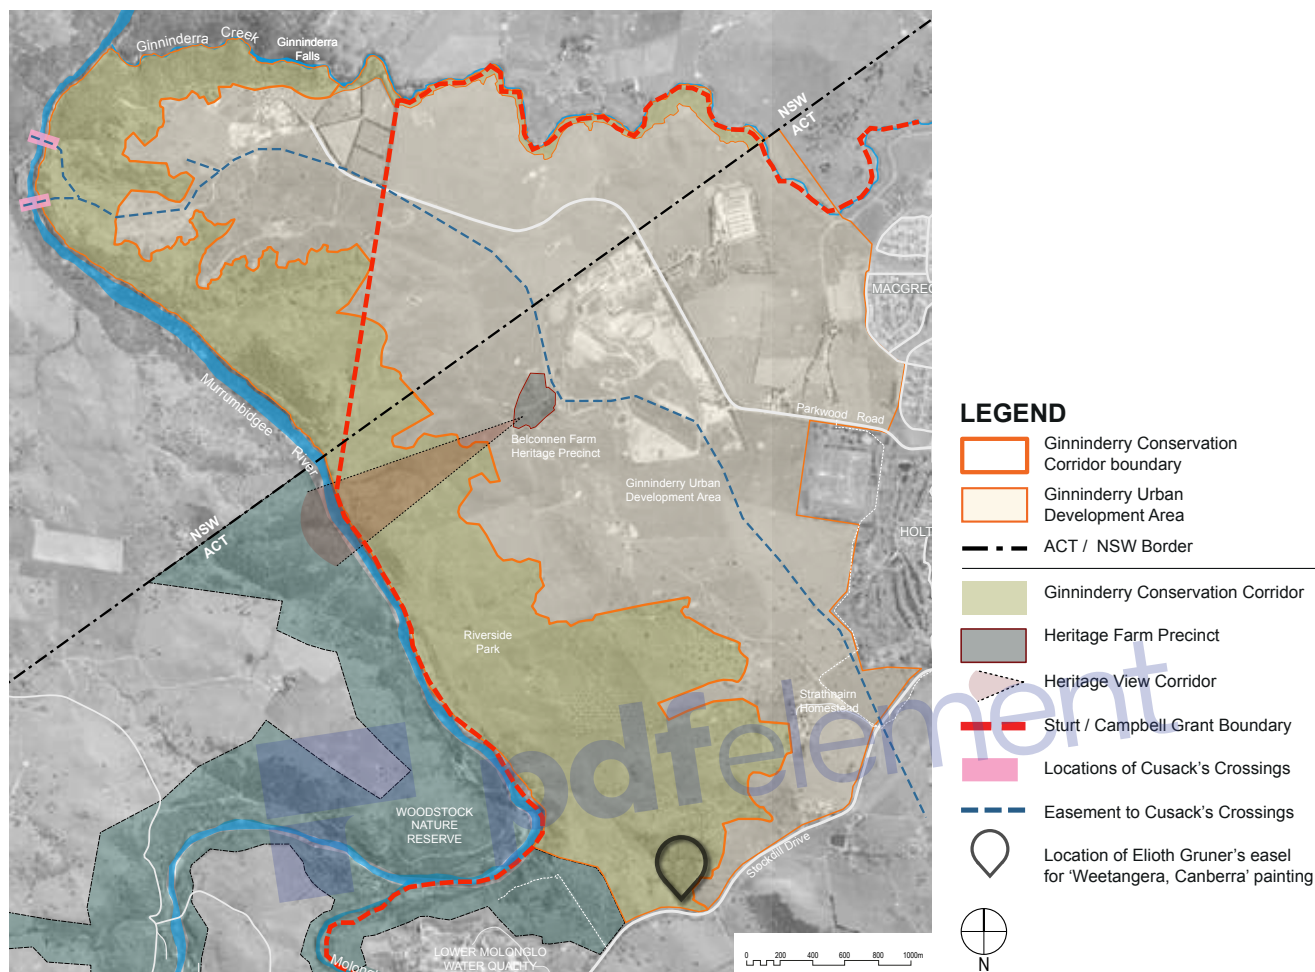 Ginninderra Creek
Ginninderra
Falls
NSW
ACT
MACGREG
Murrumbidgee
River
Parkwood Road
Belconnen Farm
Heritage Precinct
Ginninderry Urban
Development Area
HOLT
NSW
ACT
Riverside
Park
Strathnairn
Homestead
pdfelement
WOODSTOCK
NATURE
RESERVE
Stockdill Drive
LOWER MOLONGLO
WATER QUALITY
Molonglo
0 200 400 600 800 1000m
LEGEND
Ginninderry Conservation
Corridor boundary
Ginninderry Urban
Development Area
ACT / NSW Border
Ginninderry Conservation Corridor
Heritage Farm Precinct
Heritage View Corridor
Sturt / Campbell Grant Boundary
Locations of Cusack's Crossings
Easement to Cusack's Crossings
Location of Elioth Gruner's easel
for 'Weetangera, Canberra' painting
N